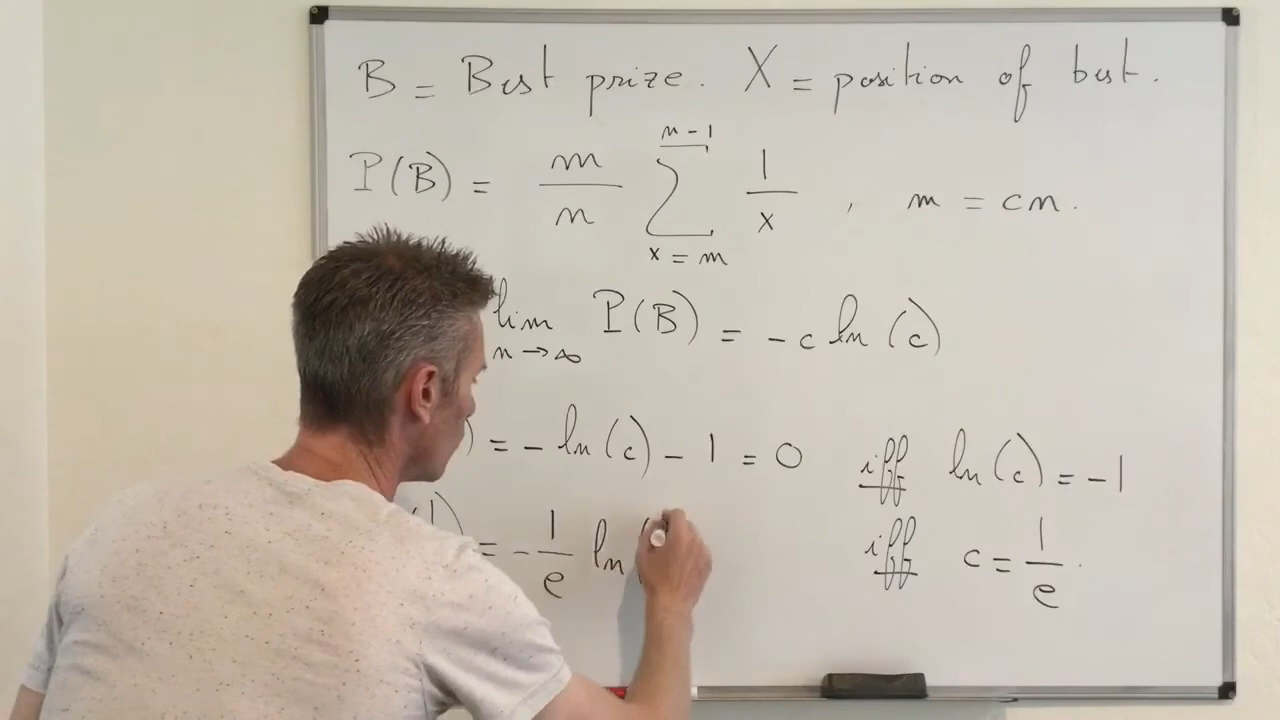 B = Best prize. X = position of best.
P(B) = m/n ∑_{x=m}^{n-1} 1/x , m = cn.
lim_{n→∞} P(B) = -c ln(c)
) = -ln(c) - 1 = 0 iff ln(c) = -1
(1 ) = -1/e ln( iff c = 1/e.